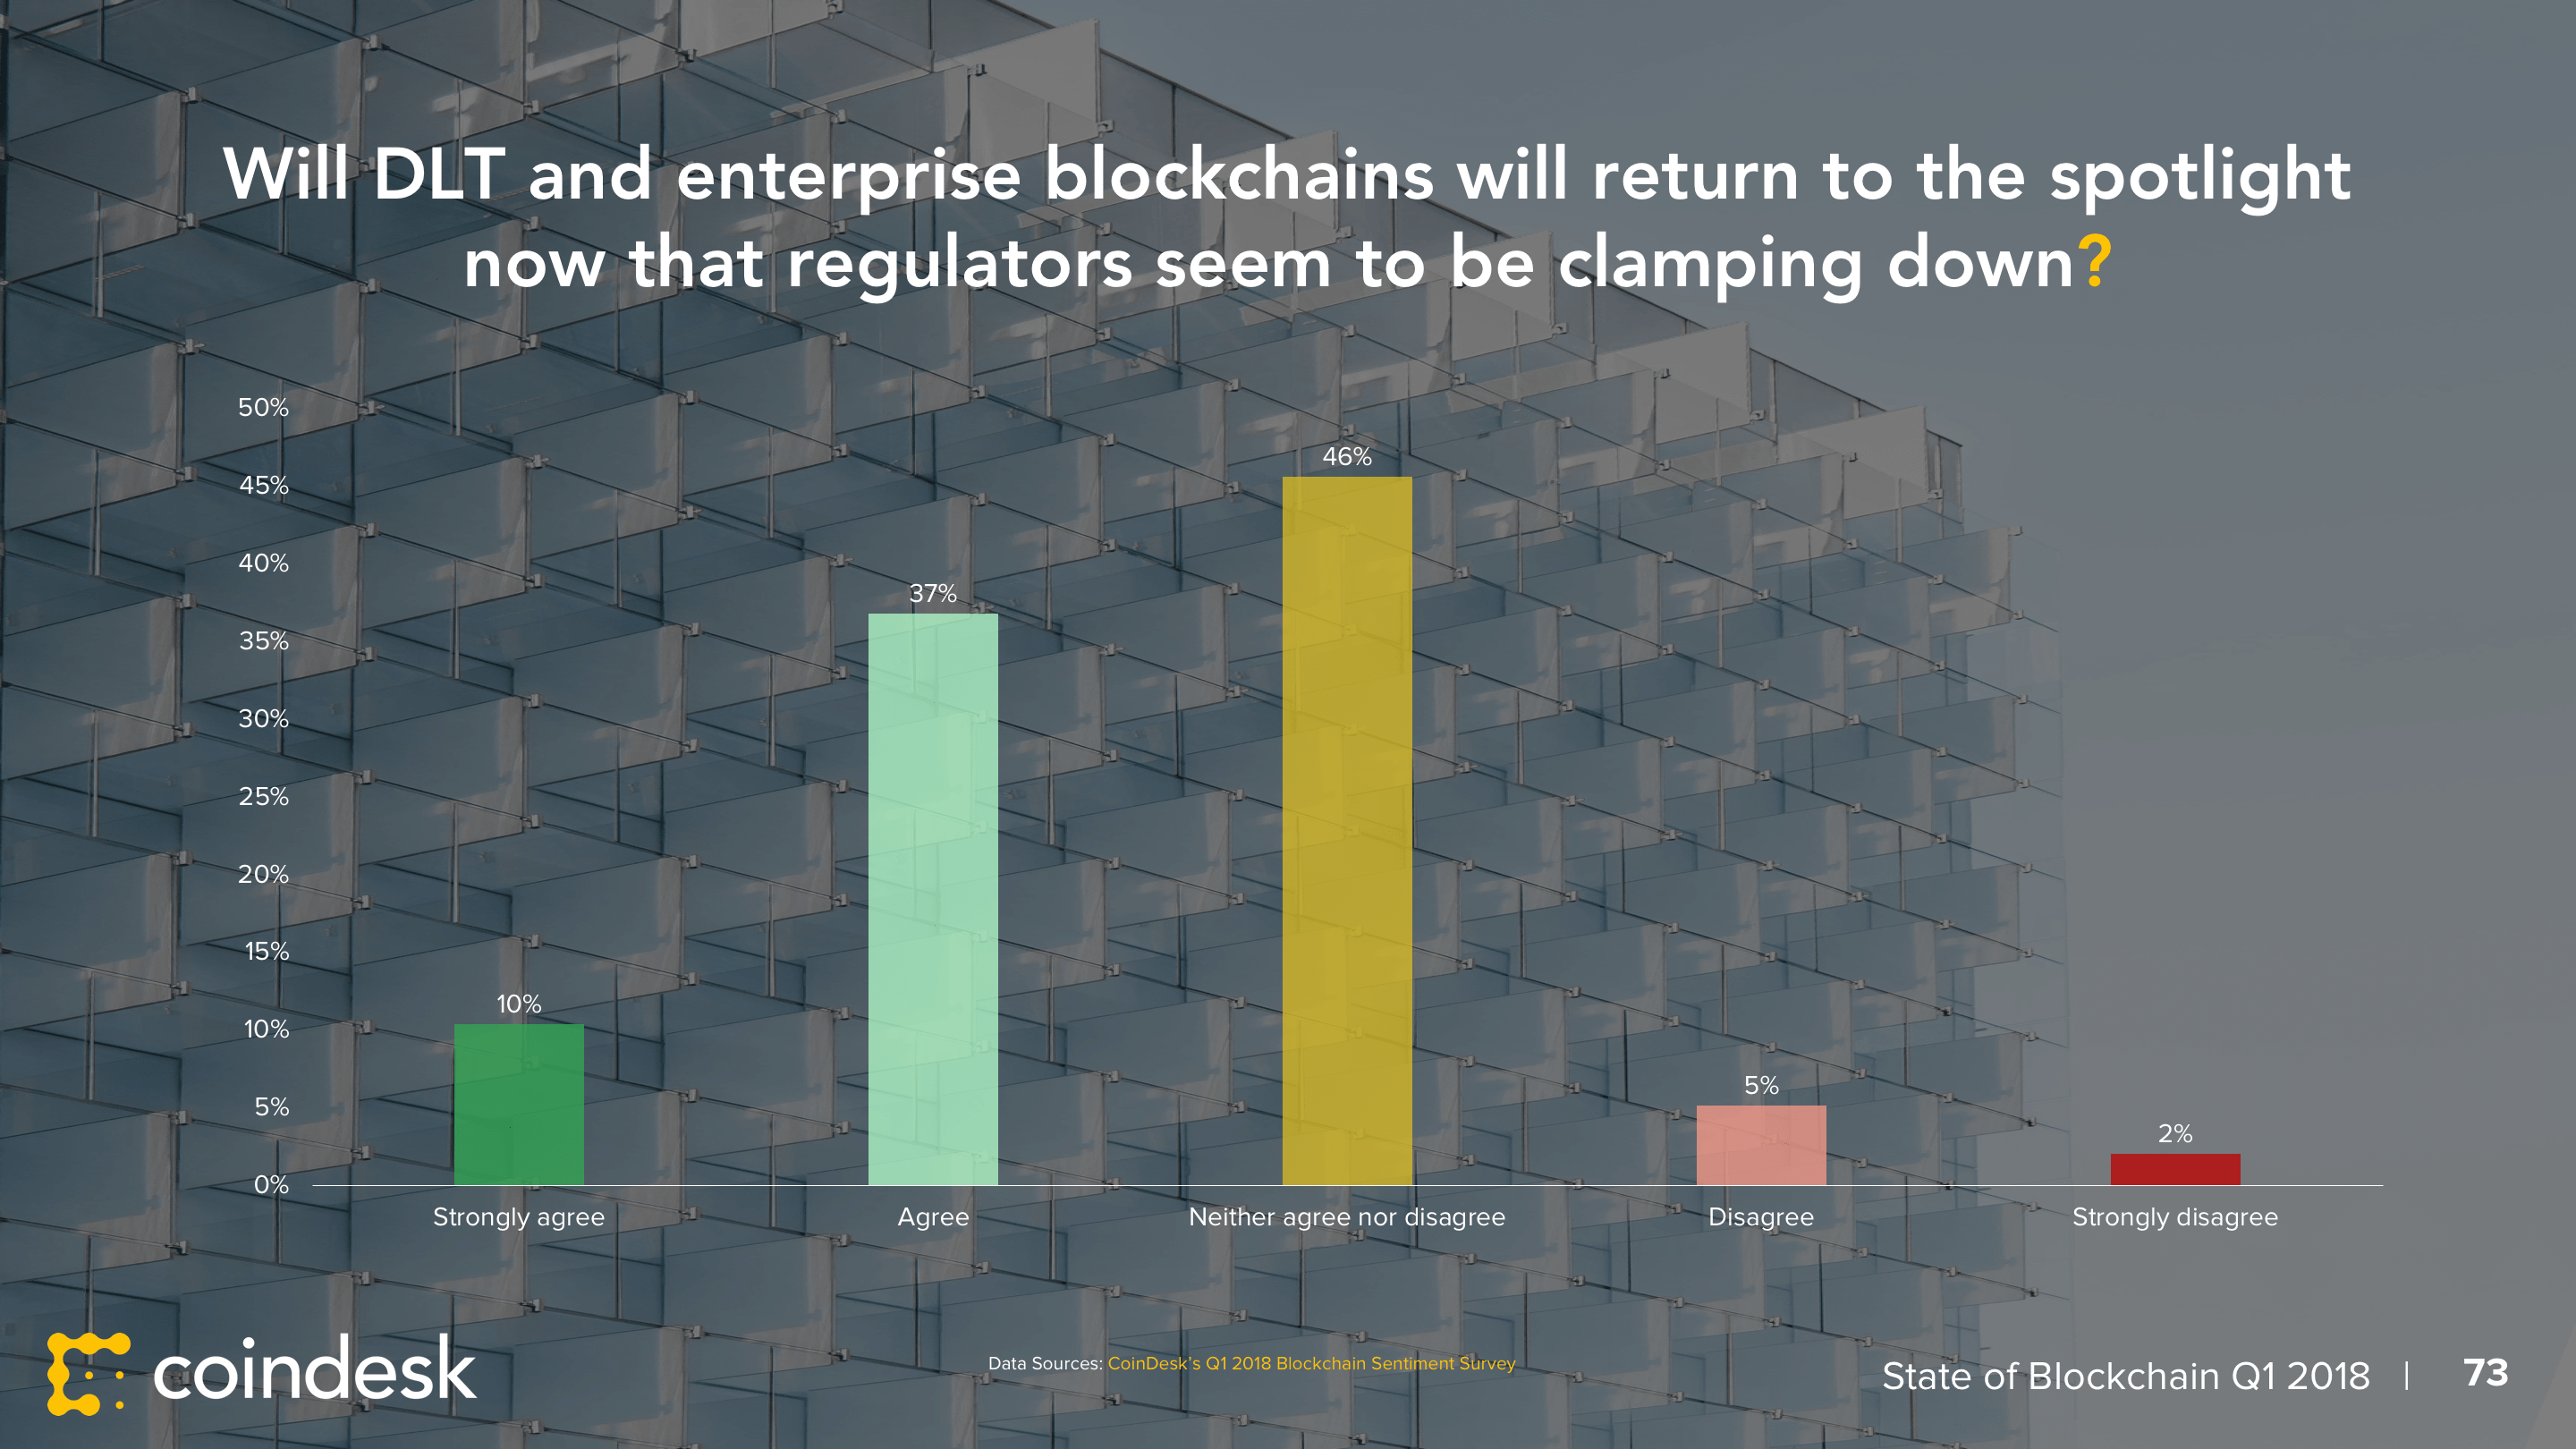 Will DLT and enterprise blockchains will return to the spotlight
now that regulators seem to be clamping down?
50%
45%
40%
35%
30%
25%
20%
15%
10%
5%
0%
10%
37%
46%
5%
2%
Strongly agree
Agree
Neither agree nor disagree
Disagree
Strongly disagree
coindesk
Data Sources: CoinDesk's Q1 2018 Blockchain Sentiment Survey
State of Blockchain Q1 2018 | 73